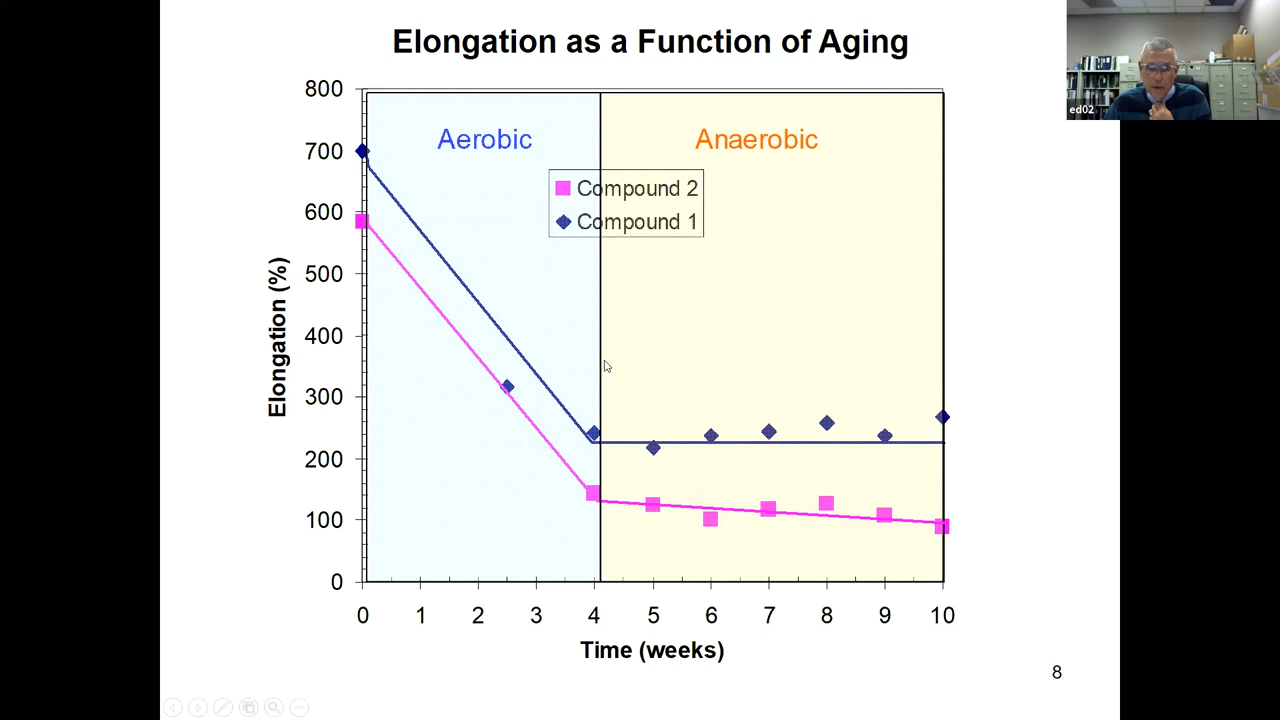 Elongation as a Function of Aging
ed02
800
700
600
500
400
300
200
100
0
Elongation (%)
Aerobic
Anaerobic
Compound 2
Compound 1
0 1 2 3 4 5 6 7 8 9 10
Time (weeks)
8